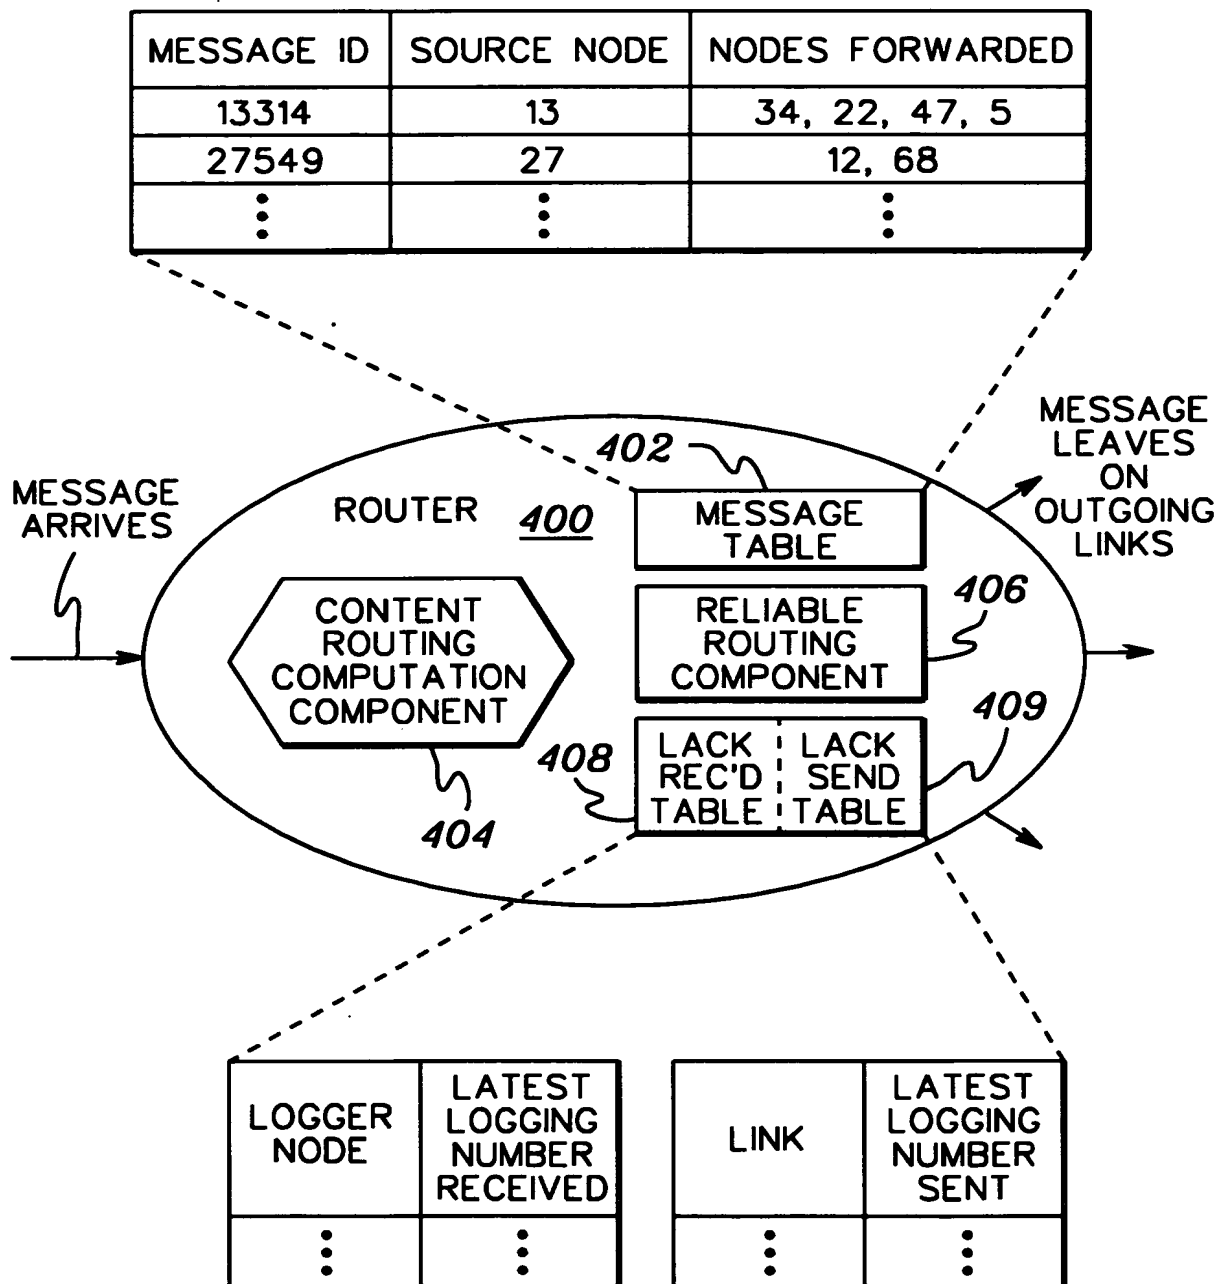 MESSAGE ID SOURCE NODE NODES FORWARDED
13314 13 34, 22, 47, 5
27549 27 12, 68
MESSAGE
ARRIVES
ROUTER
400
402
MESSAGE
TABLE
MESSAGE
LEAVES
ON
OUTGOING
LINKS
CONTENT
ROUTING
COMPUTATION
COMPONENT
404
RELIABLE
ROUTING
COMPONENT
406
408
LACK
REC'D
TABLE
LACK
SEND
TABLE
409
LOGGER
NODE
LATEST
LOGGING
NUMBER
RECEIVED
LINK
LATEST
LOGGING
NUMBER
SENT